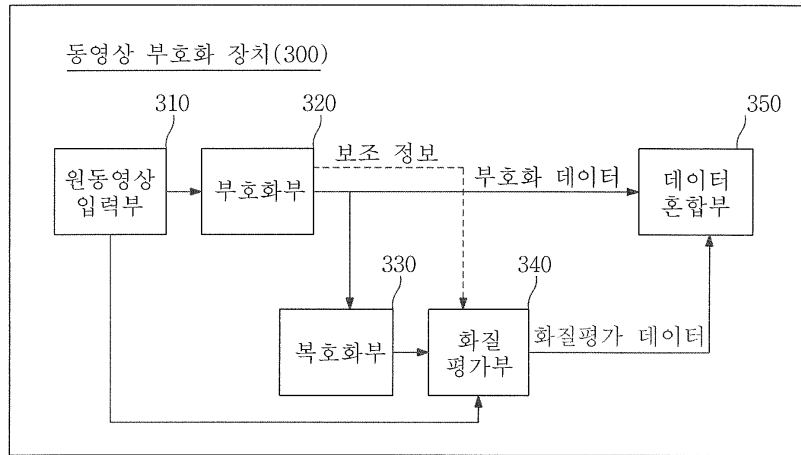 동영상 부호화 장치(300)
310
320
350
보조 정보
원동영상
입력부
부호화부
부호화 데이터
데이터
혼합부
330
340
복호화부
화질
평가부
화질평가 데이터